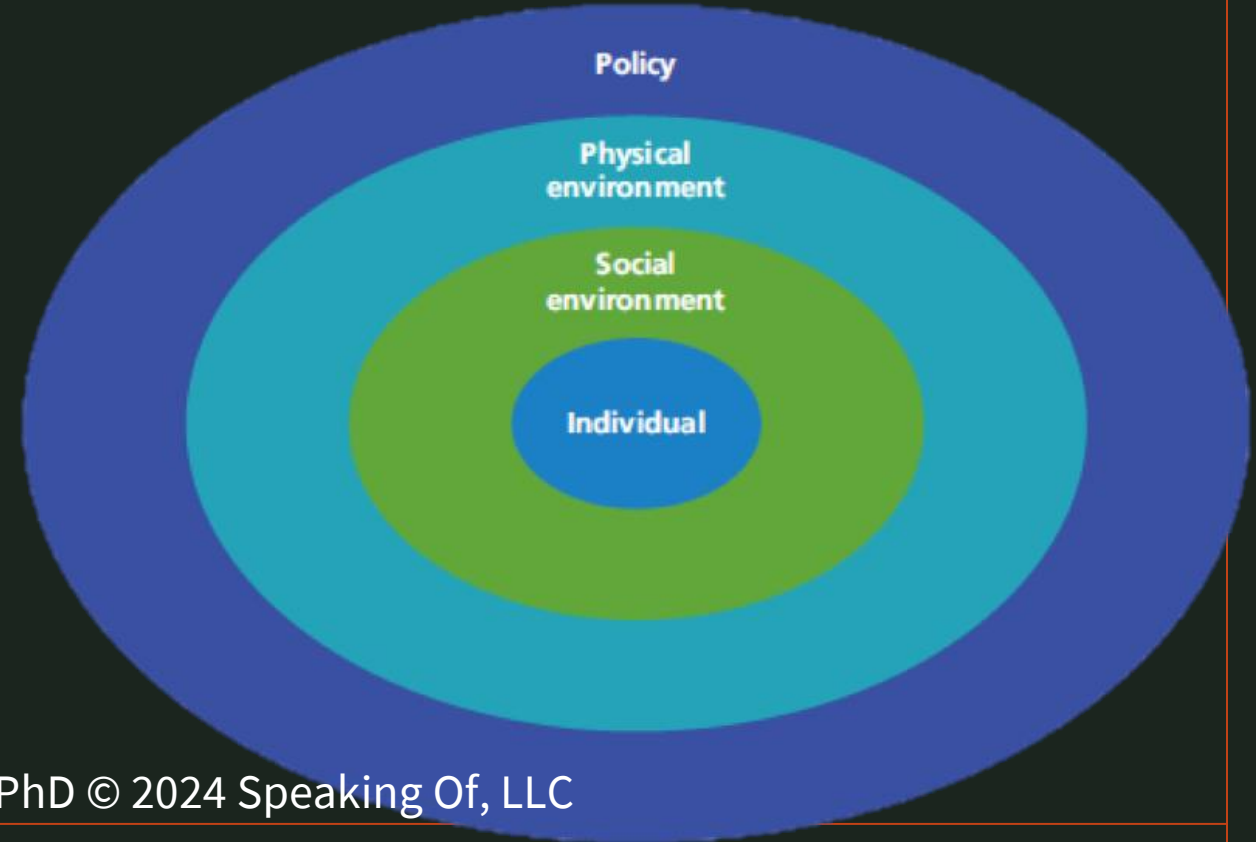 Policy
Physical
environment
Social
environment
Individual
PhD © 2024 Speaking Of, LLC